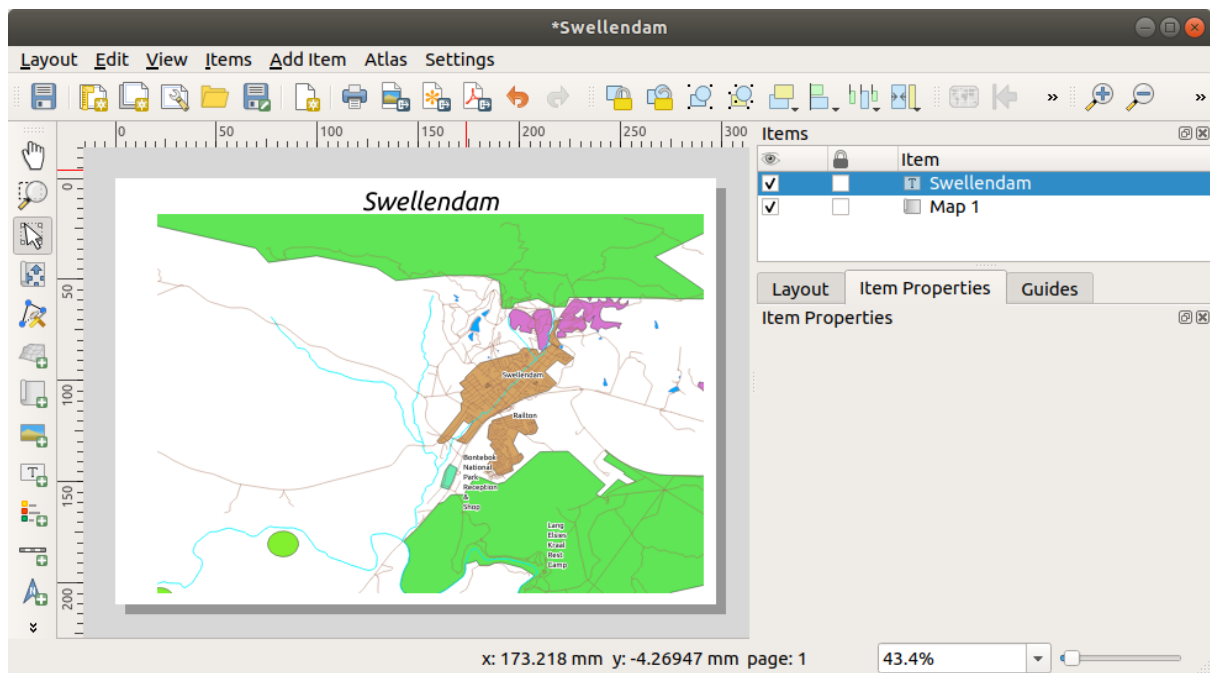 *Swellendam
Layout Edit View Items Add Item Atlas Settings
» »
0 50 100 150 200 250 300
0
50
100
150
200
Swellendam
Swellendam
Railton
Bontebok
National
Park
Reception
&
Shop
Lang
Elsies
Kraal
Rest
Camp
Items
Item
Swellendam
Map 1
Layout Item Properties Guides
Item Properties
x: 173.218 mm y: -4.26947 mm page: 1 43.4%